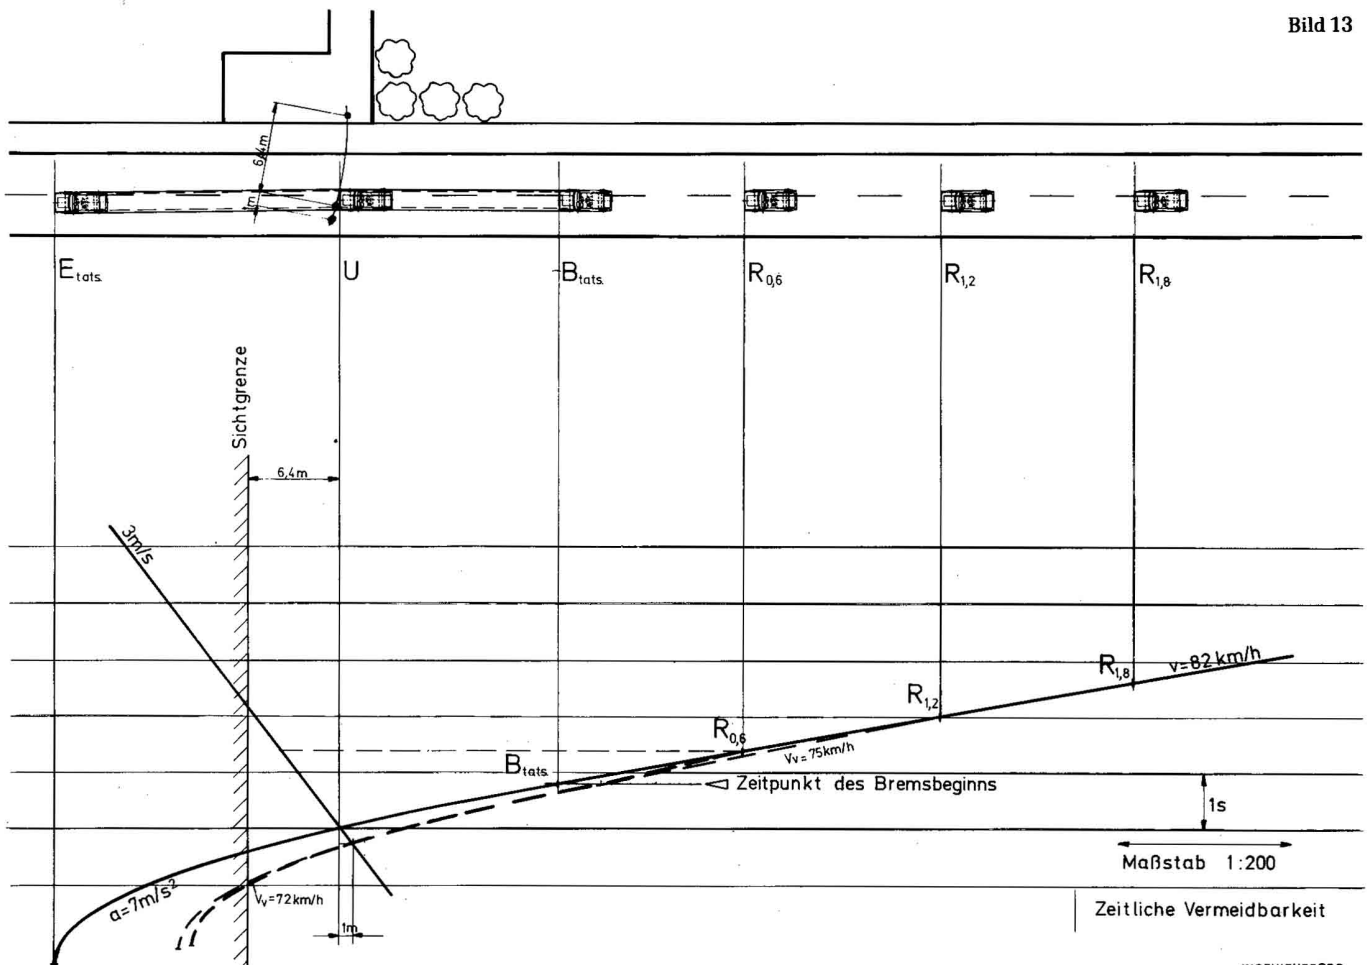 Bild 13
6,4m
E tats.
U
B tats.
R 0,6
R 1,2
R 1,8
Sichtgrenze
6,4m
3m/s
R 1,8
v=82 km/h
R 1,2
R 0,6
Vv=75km/h
B tats.
Zeitpunkt des Bremsbeginns
1s
Maßstab 1:200
a=7m/s²
Vv=72km/h
1m
Zeitliche Vermeidbarkeit